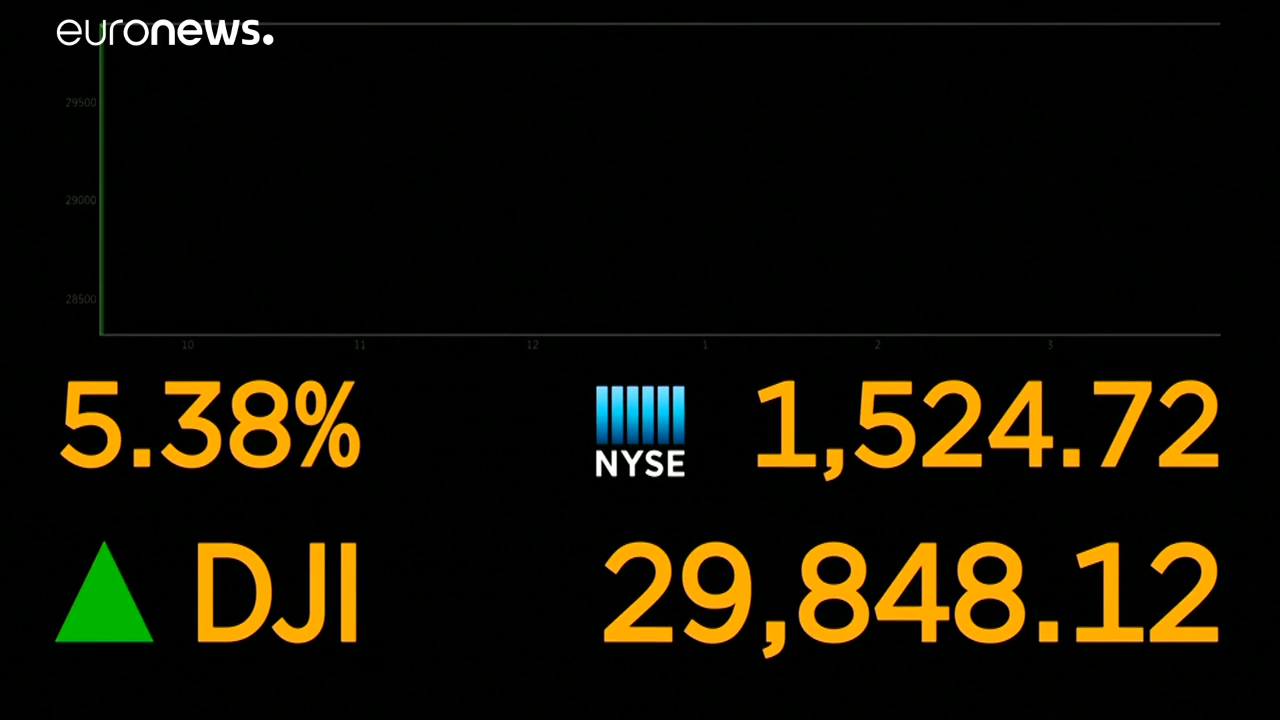 euronews.
29500
29000
28500
10 11 12 1 2 3
5.38% NYSE 1,524.72
DJI 29,848.12